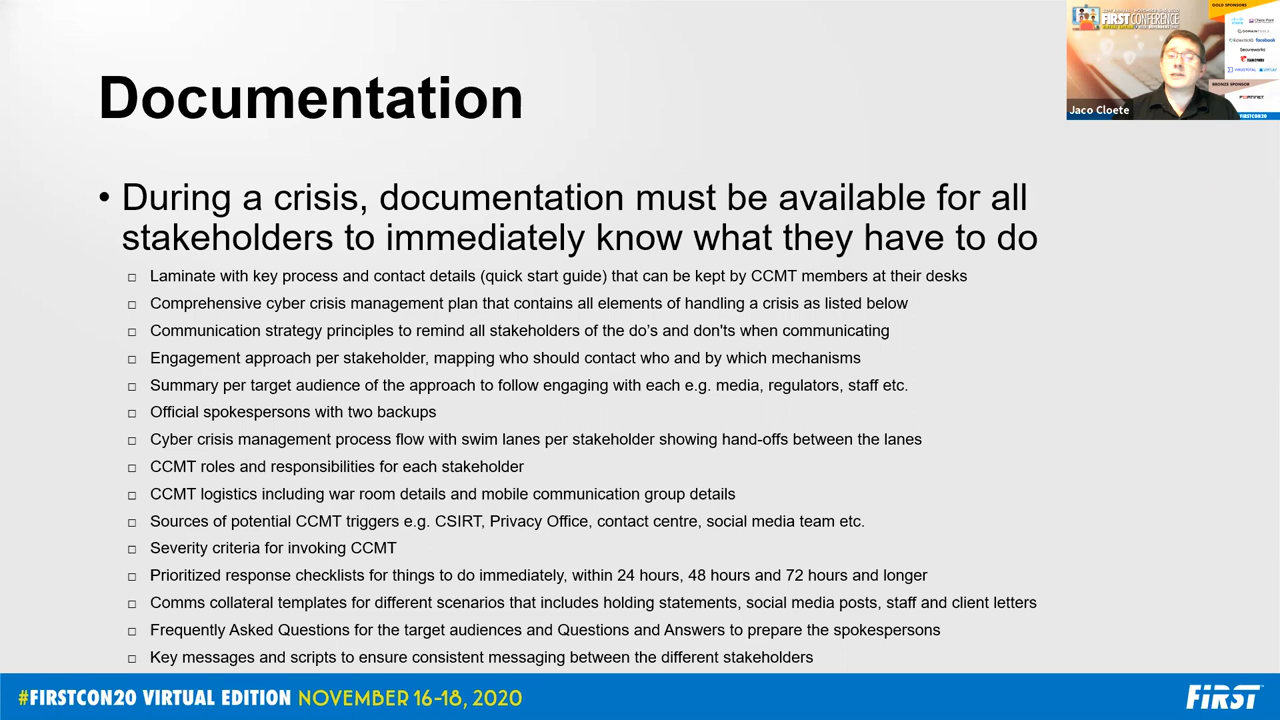 Documentation
• During a crisis, documentation must be available for all
stakeholders to immediately know what they have to do
□ Laminate with key process and contact details (quick start guide) that can be kept by CCMT members at their desks
□ Comprehensive cyber crisis management plan that contains all elements of handling a crisis as listed below
□ Communication strategy principles to remind all stakeholders of the do’s and don'ts when communicating
□ Engagement approach per stakeholder, mapping who should contact who and by which mechanisms
□ Summary per target audience of the approach to follow engaging with each e.g. media, regulators, staff etc.
□ Official spokespersons with two backups
□ Cyber crisis management process flow with swim lanes per stakeholder showing hand-offs between the lanes
□ CCMT roles and responsibilities for each stakeholder
□ CCMT logistics including war room details and mobile communication group details
□ Sources of potential CCMT triggers e.g. CSIRT, Privacy Office, contact centre, social media team etc.
□ Severity criteria for invoking CCMT
□ Prioritized response checklists for things to do immediately, within 24 hours, 48 hours and 72 hours and longer
□ Comms collateral templates for different scenarios that includes holding statements, social media posts, staff and client letters
□ Frequently Asked Questions for the target audiences and Questions and Answers to prepare the spokespersons
□ Key messages and scripts to ensure consistent messaging between the different stakeholders
FIRST CONFERENCE
GOLD SPONSORS
Check Point
DOMAINTOOLS
facebook
Secureworks
BRONZE SPONSOR
FORTINET
FIRSTCON20
Jaco Cloete
#FIRSTCON20 VIRTUAL EDITION NOVEMBER 16-18, 2020
FIRST